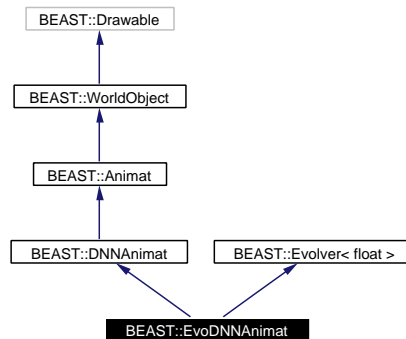 BEAST::Drawable
BEAST::WorldObject
BEAST::Animat
BEAST::DNNAnimat
BEAST::Evolver< float >
BEAST::EvoDNNAnimat